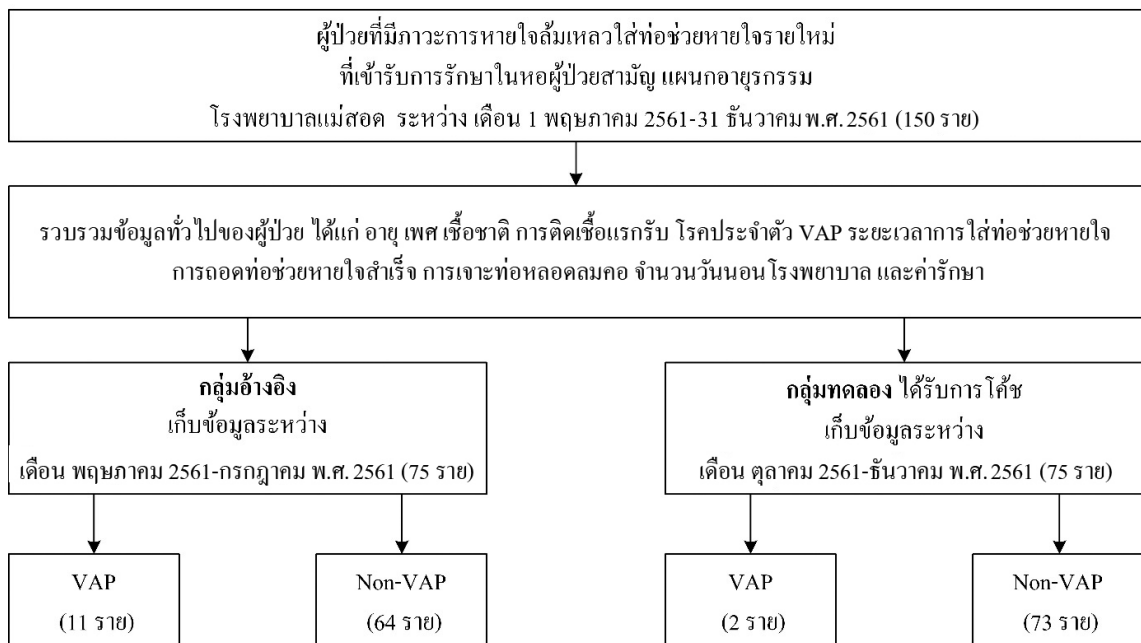 ผู้ป่วยที่มีภาวะการหายใจล้มเหลวใส่ท่อช่วยหายใจรายใหม่
ที่เข้ารับการรักษาในหอผู้ป่วยสามัญ แผนกอายุรกรรม
โรงพยาบาลแม่สอด ระหว่าง เดือน 1 พฤษภาคม 2561-31 ธันวาคม พ.ศ. 2561 (150 ราย)
รวบรวมข้อมูลทั่วไปของผู้ป่วย ได้แก่ อายุ เพศ เชื้อชาติ การติดเชื้อแรกรับ โรคประจำตัว VAP ระยะเวลาการใส่ท่อช่วยหายใจ
การถอดท่อช่วยหายใจสำเร็จ การเจาะท่อหลอดลมคอ จำนวนวันนอนโรงพยาบาล และค่ารักษา
กลุ่มอ้างอิง
เก็บข้อมูลระหว่าง
เดือน พฤษภาคม 2561-กรกฎาคม พ.ศ. 2561 (75 ราย)
กลุ่มทดลอง ได้รับการโค้ช
เก็บข้อมูลระหว่าง
เดือน ตุลาคม 2561-ธันวาคม พ.ศ. 2561 (75 ราย)
VAP
(11 ราย)
Non-VAP
(64 ราย)
VAP
(2 ราย)
Non-VAP
(73 ราย)